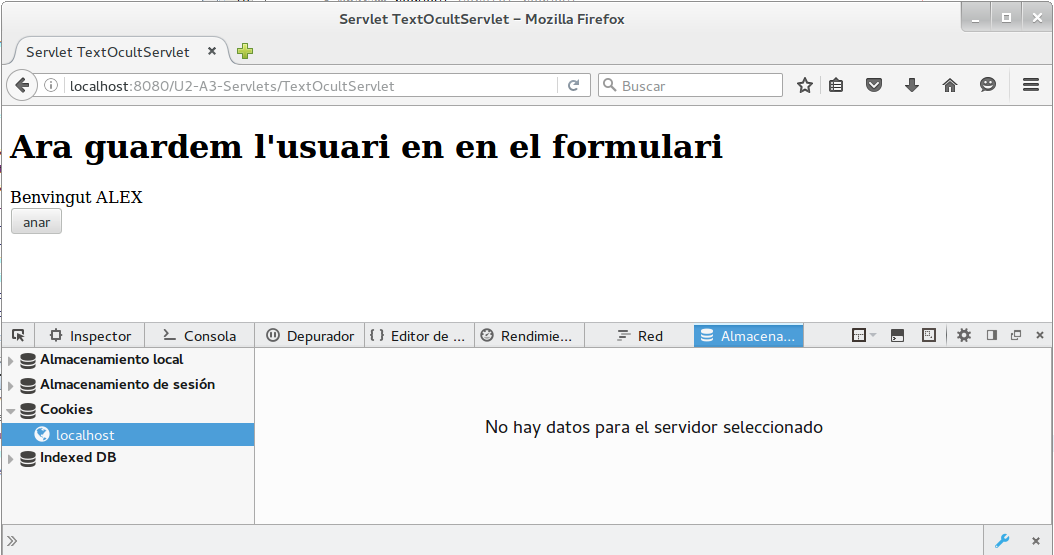 Servlet TextOcultServlet – Mozilla Firefox
Servlet TextOcultServlet
localhost:8080/U2-A3-Servlets/TextOcultServlet
Buscar
Ara guardem l'usuari en en el formulari
Benvingut ALEX
anar
Inspector Consola Depurador Editor de ... Rendimie... Red Almacena...
Almacenamiento local
Almacenamiento de sesión
Cookies
localhost
Indexed DB
No hay datos para el servidor seleccionado